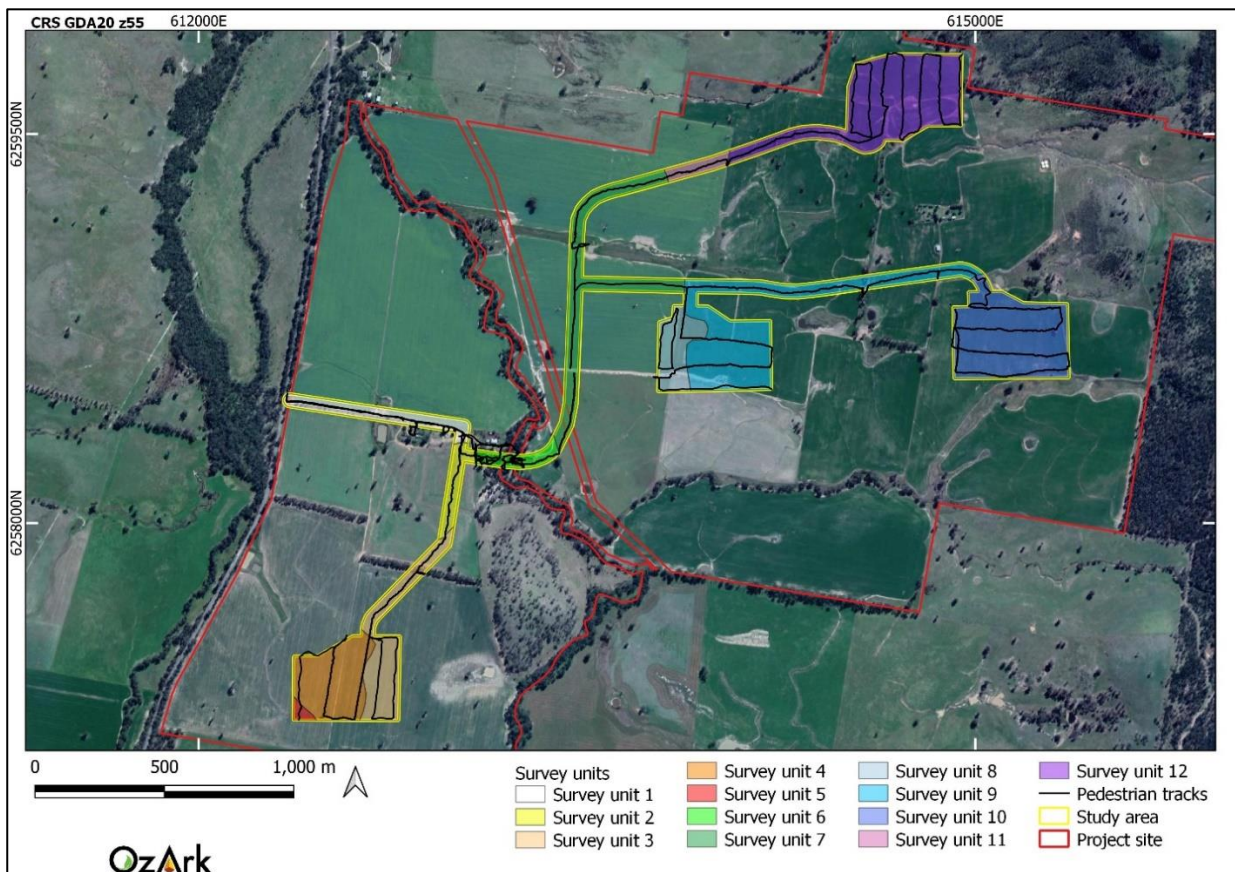 CRS GDA20 z55
612000E
615000E
6259500N
6258000N
0 500 1,000 m
Survey units
Survey unit 1
Survey unit 2
Survey unit 3
Survey unit 4
Survey unit 5
Survey unit 6
Survey unit 7
Survey unit 8
Survey unit 9
Survey unit 10
Survey unit 11
Survey unit 12
Pedestrian tracks
Study area
Project site
OzArk